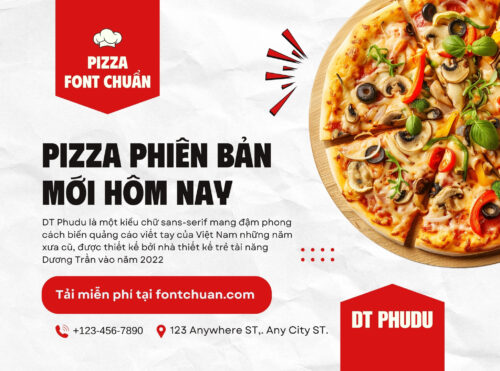 PIZZA
FONT CHUẨN
PIZZA PHIÊN BẢN
MỚI HÔM NAY
DT Phudu là một kiểu chữ sans-serif mang đậm phong
cách biển quảng cáo viết tay của Việt Nam những năm
xưa cũ, được thiết kế bởi nhà thiết kế trẻ tài năng
Dương Trần vào năm 2022
Tải miễn phí tại fontchuan.com
+123-456-7890
123 Anywhere ST,. Any City ST.
DT PHUDU